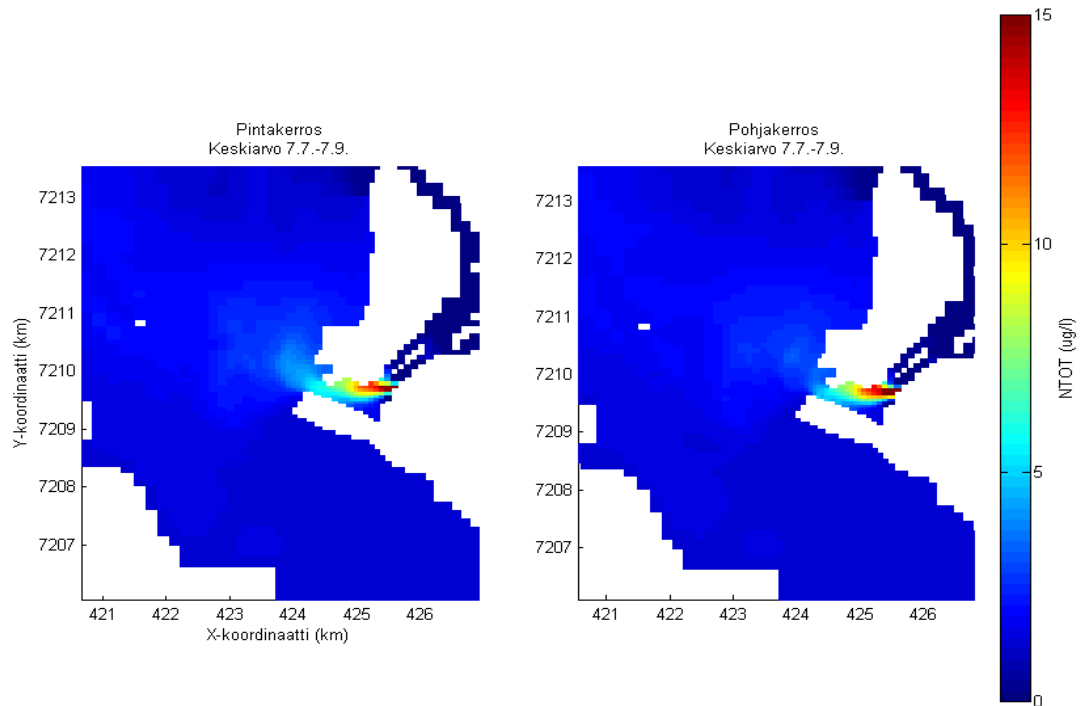 Pintakerros
Keskiarvo 7.7.-7.9.
7213
7212
7211
7210
7209
7208
7207
Y-koordinaatti (km)
421 422 423 424 425 426
X-koordinaatti (km)
Pohjakerros
Keskiarvo 7.7.-7.9.
7213
7212
7211
7210
7209
7208
7207
421 422 423 424 425 426
15
10
5
0
NTOT (ug/l)